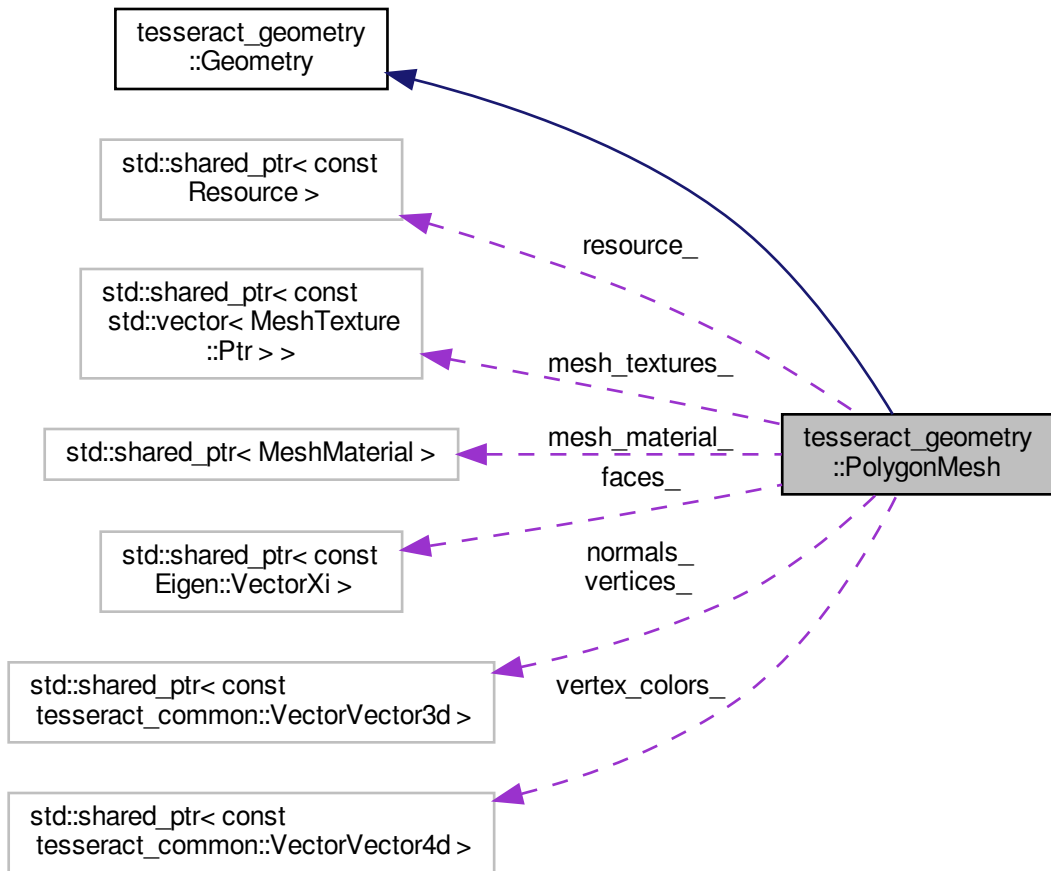 tesseract_geometry
::Geometry
std::shared_ptr< const
Resource >
resource_
std::shared_ptr< const
std::vector< MeshTexture
::Ptr > >
mesh_textures_
std::shared_ptr< MeshMaterial >
mesh_material_
tesseract_geometry
::PolygonMesh
faces_
std::shared_ptr< const
Eigen::VectorXi >
normals_
vertices_
std::shared_ptr< const
tesseract_common::VectorVector3d >
vertex_colors_
std::shared_ptr< const
tesseract_common::VectorVector4d >